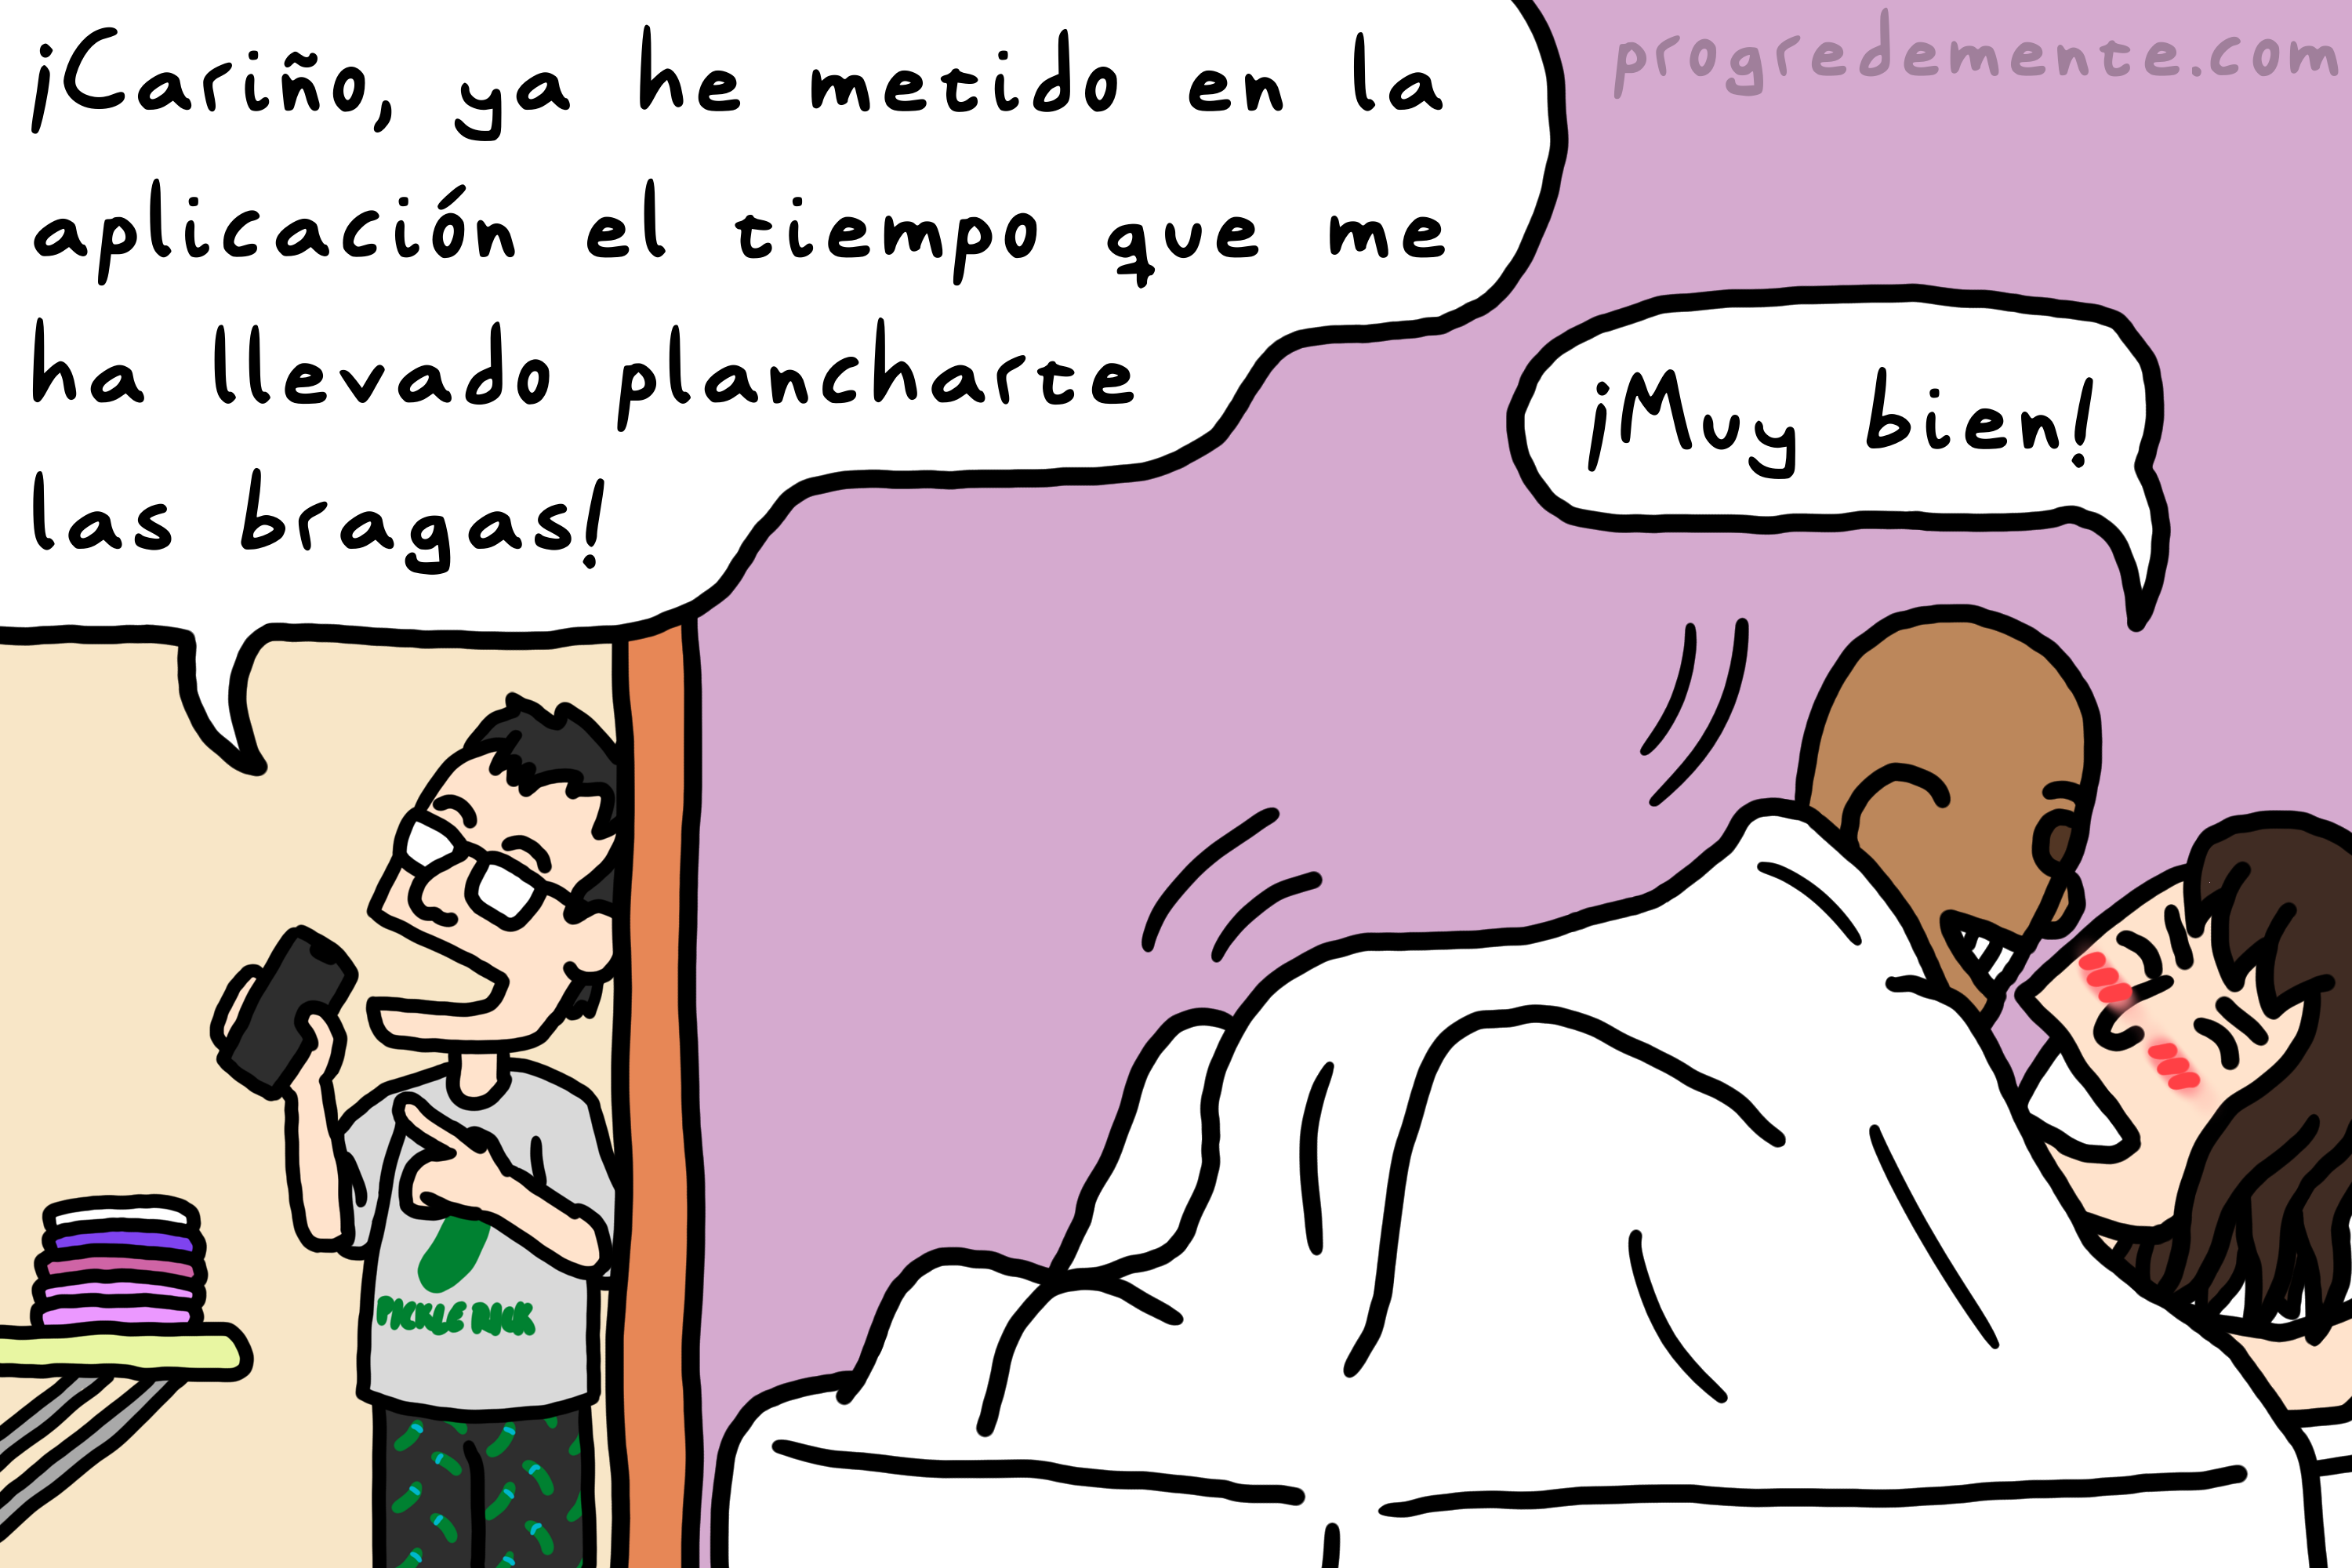 ¡Cariño, ya he metido en la
aplicación el tiempo que me
ha llevado plancharte
las bragas!
progredemente.com
¡Muy bien!
PICKLE RICK